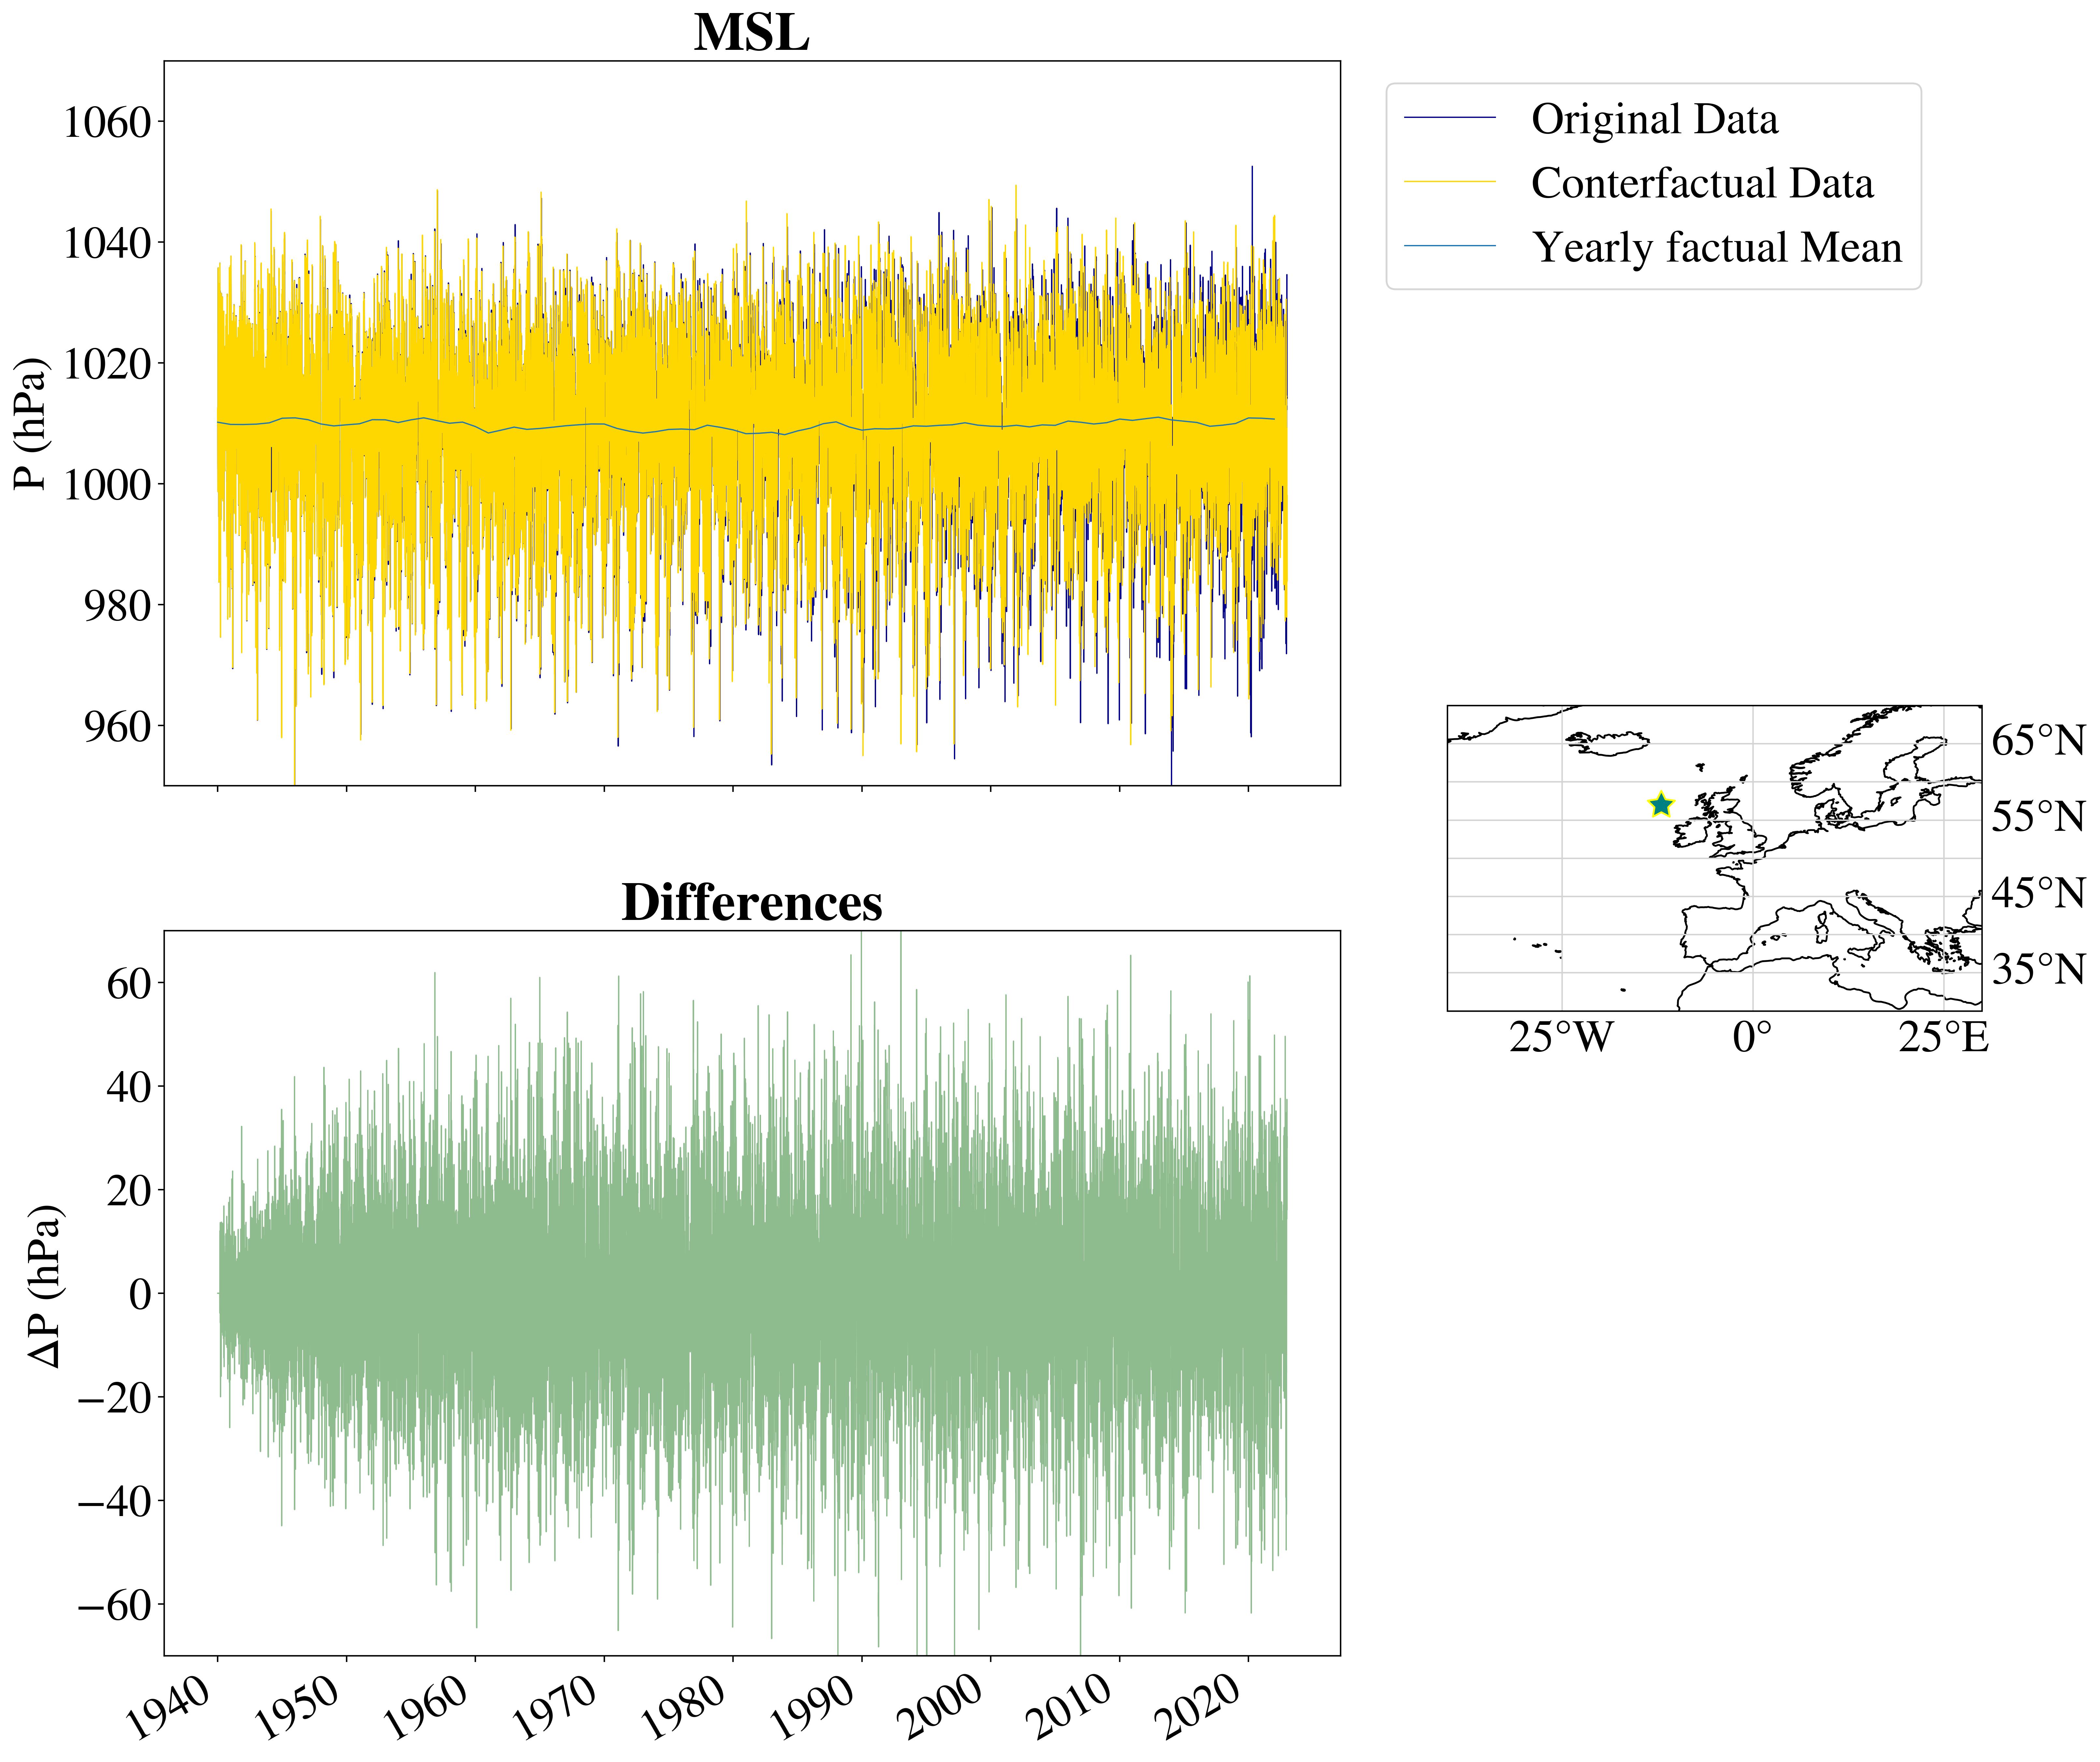 MSL
1060
1040
1020
1000
980
960
P (hPa)
Original Data
Conterfactual Data
Yearly factual Mean
65°N
55°N
45°N
35°N
25°W 0° 25°E
Differences
60
40
20
0
−20
−40
−60
ΔP (hPa)
1940 1950 1960 1970 1980 1990 2000 2010 2020